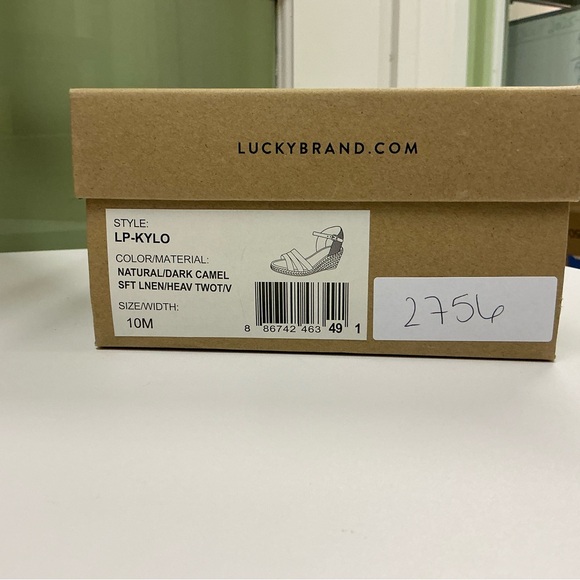 LUCKYBRAND.COM
STYLE:
LP-KYLO
COLOR/MATERIAL:
NATURAL/DARK CAMEL
SFT LNEN/HEAV TWOT/V
SIZE/WIDTH:
10M
8 86742 463 49 1
2756